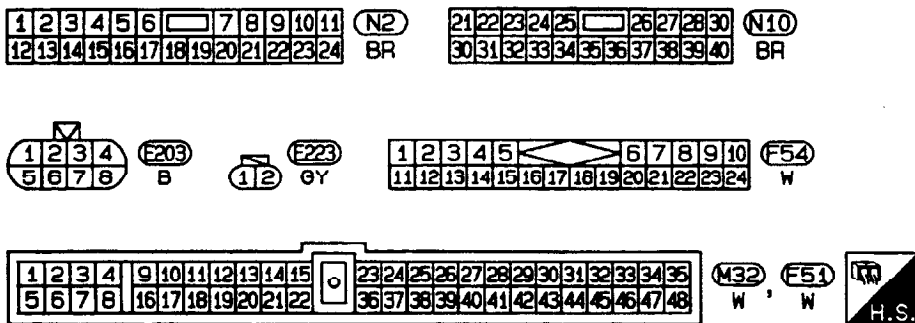 1 2 3 4 5 6 7 8 9 10 11 N2
12 13 14 15 16 17 18 19 20 21 22 23 24 BR
21 22 23 24 25 26 27 28 30 N10
30 31 32 33 34 35 36 37 38 39 40 BR
1 2 3 4 E203
5 6 7 8 B
1 2 E223
GY
1 2 3 4 5 6 7 8 9 10 F54
11 12 13 14 15 16 17 18 19 20 21 22 23 24 W
1 2 3 4 9 10 11 12 13 14 15 23 24 25 26 27 28 29 30 31 32 33 34 35 M32 , F51
5 6 7 8 16 17 18 19 20 21 22 36 37 38 39 40 41 42 43 44 45 46 47 48 W W
H.S.